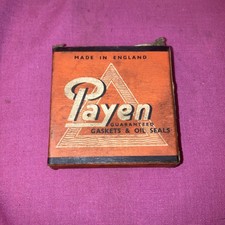 MADE IN ENGLAND
Payen
GUARANTEED
GASKETS & OIL SEALS